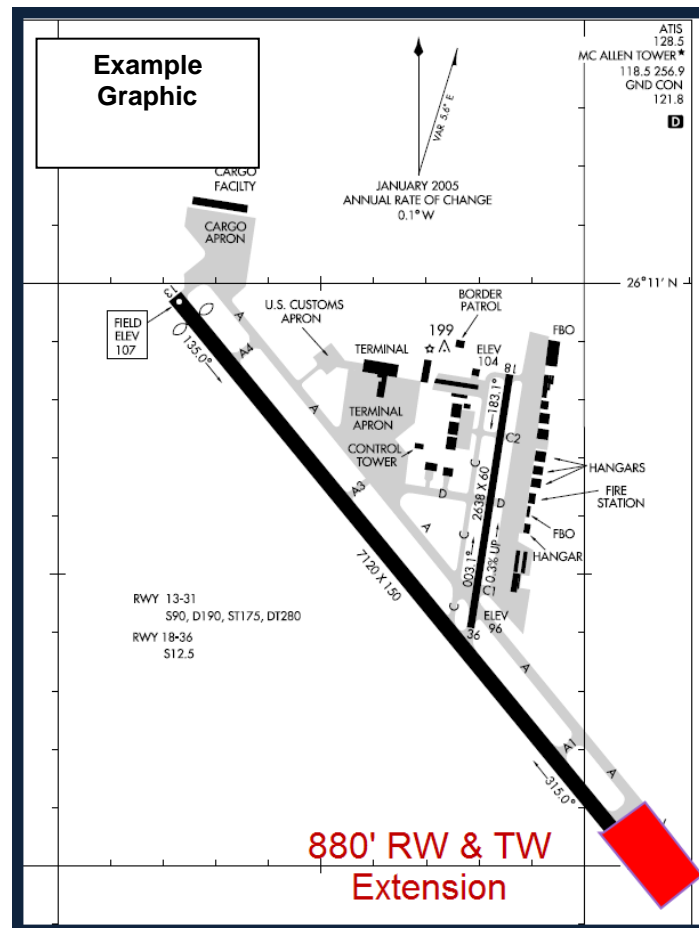 Example
Graphic
ATIS
128.5
MC ALLEN TOWER★
118.5 256.9
GND CON
121.8
D
VAR 5.6° E
JANUARY 2005
ANNUAL RATE OF CHANGE
0.1° W
CARGO
FACILTY
CARGO
APRON
26°11' N
13
FIELD
ELEV
107
135.0°
A
A4
U.S. CUSTOMS
APRON
BORDER
PATROL
199
TERMINAL
ELEV
104
18
FBO
183.1°
A
TERMINAL
APRON
CONTROL
TOWER
C
C2
2638 X 60
HANGARS
A3
D
D
FIRE
STATION
A
C
FBO
003.1°
0.3% UP
HANGAR
7120 X 150
C1
C
ELEV
96
36
RWY 13-31
S90, D190, ST175, DT280
RWY 18-36
S12.5
A
A1
A
315.0°
880' RW & TW
Extension